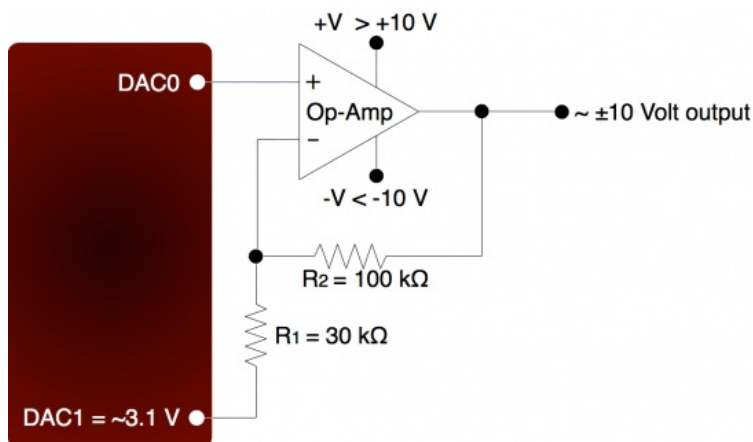 +V > +10 V
DAC0
+
Op-Amp
~ ±10 Volt output
−
-V < -10 V
R2 = 100 kΩ
R1 = 30 kΩ
DAC1 = ~3.1 V